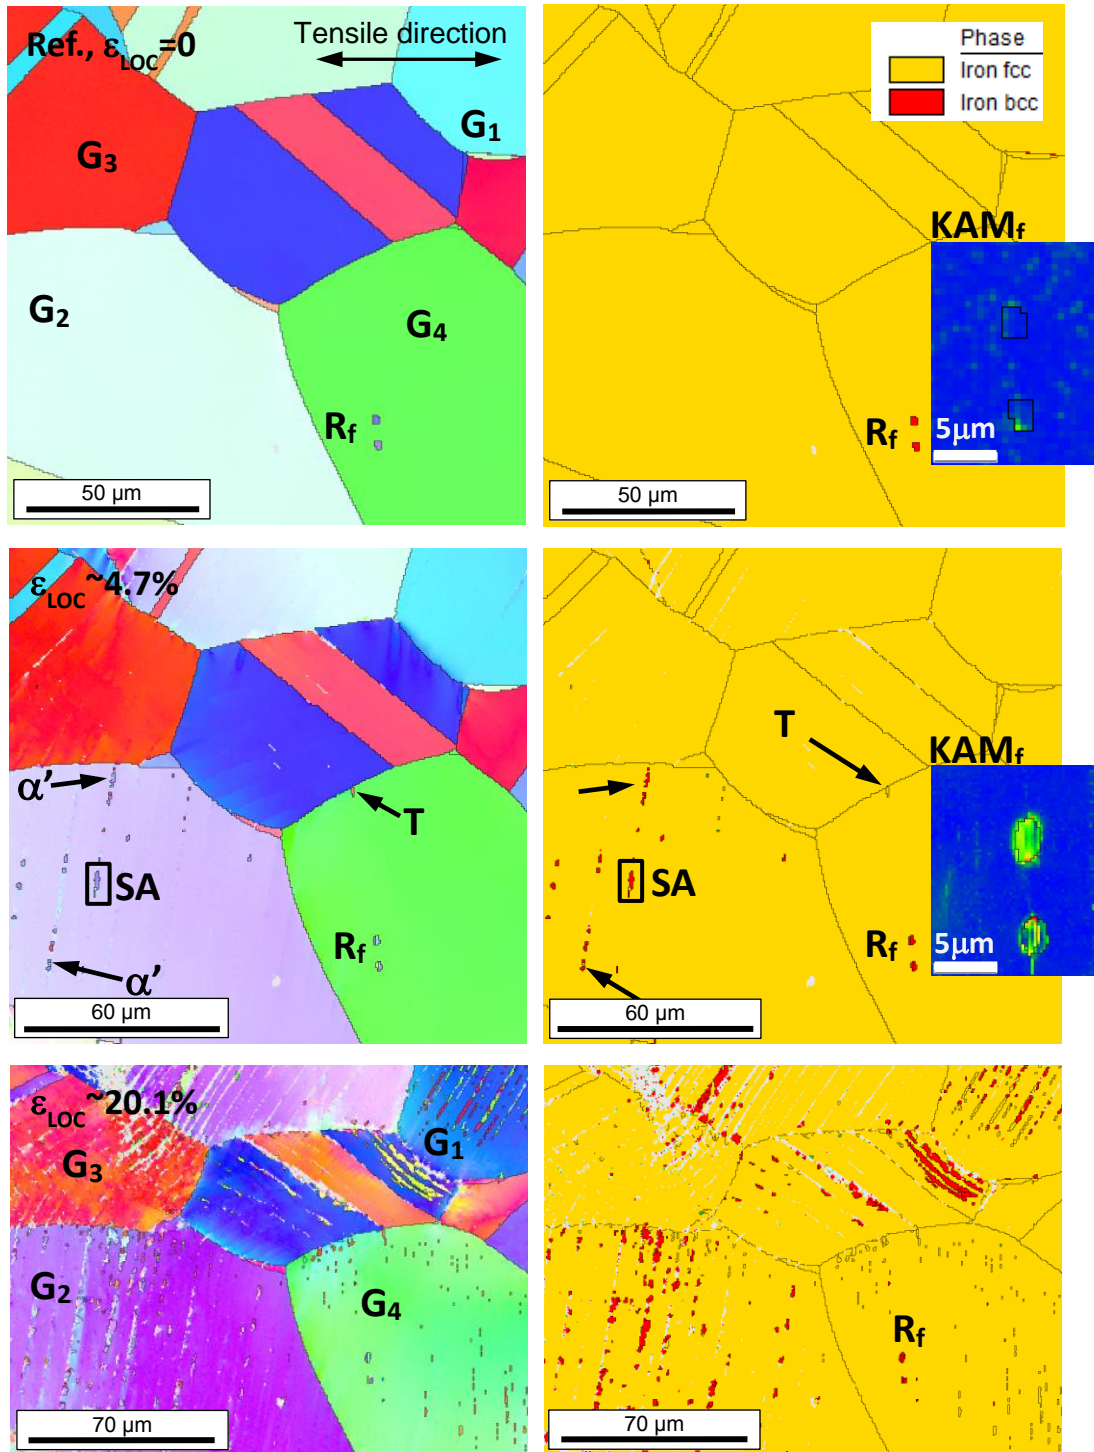 Ref., εLOC=0
Tensile direction
G1
G3
G2
G4
Rf
50 µm
Phase
Iron fcc
Iron bcc
KAMf
Rf
5µm
50 µm
εLOC ~4.7%
α’
T
SA
Rf
α’
60 µm
T
KAMf
SA
Rf
5µm
60 µm
εLOC ~20.1%
G1
G3
G2
G4
70 µm
Rf
70 µm